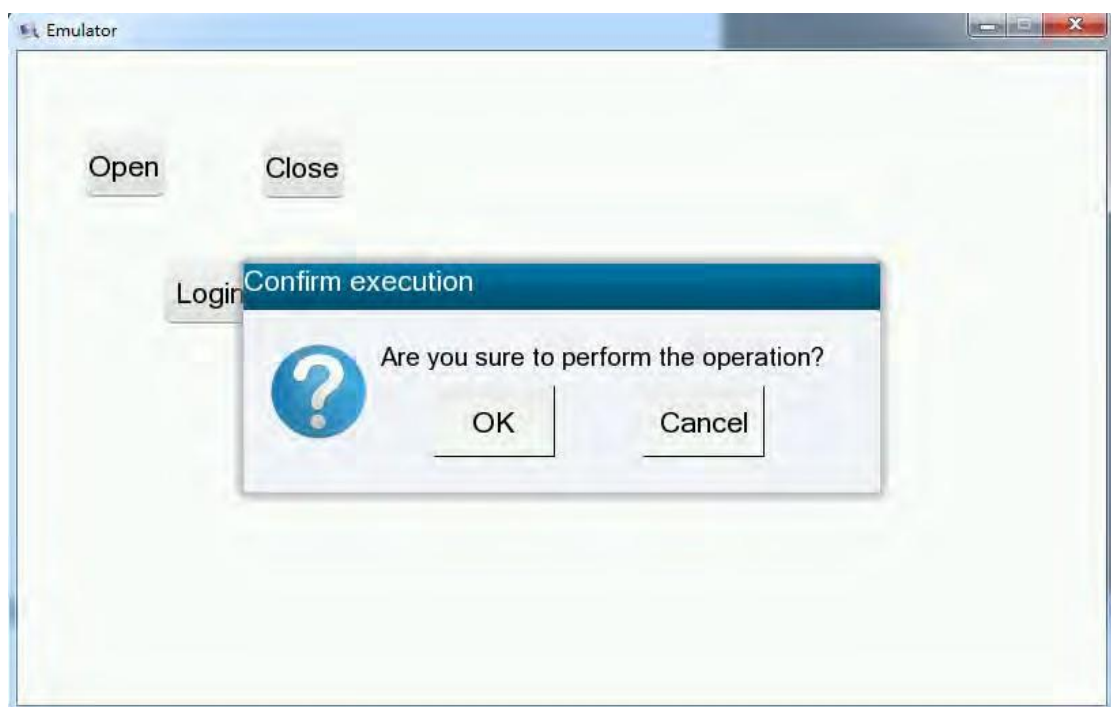 Emulator
Open
Close
Login
Confirm execution
Are you sure to perform the operation?
OK
Cancel